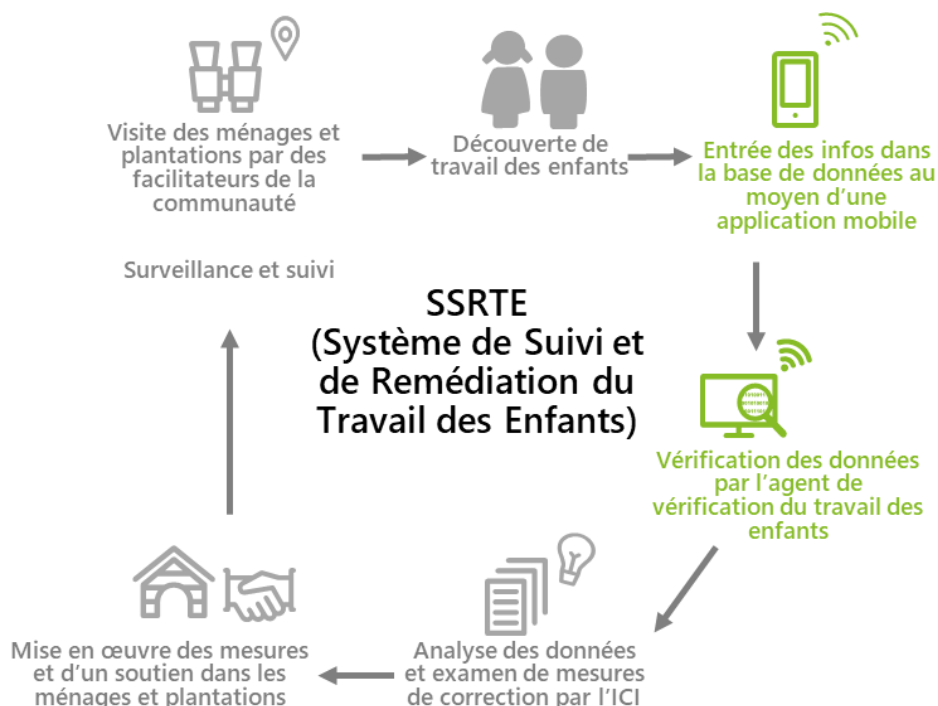 Visite des ménages et
plantations par des
facilitateurs de la
communauté
Découverte de
travail des enfants
Entrée des infos dans
la base de données au
moyen d'une
application mobile
Surveillance et suivi
SSRTE
(Système de Suivi et
de Remédiation du
Travail des Enfants)
Vérification des données
par l'agent de
vérification du travail des
enfants
Analyse des données
et examen de mesures
de correction par l'ICI
Mise en œuvre des mesures
et d'un soutien dans les
ménages et plantations